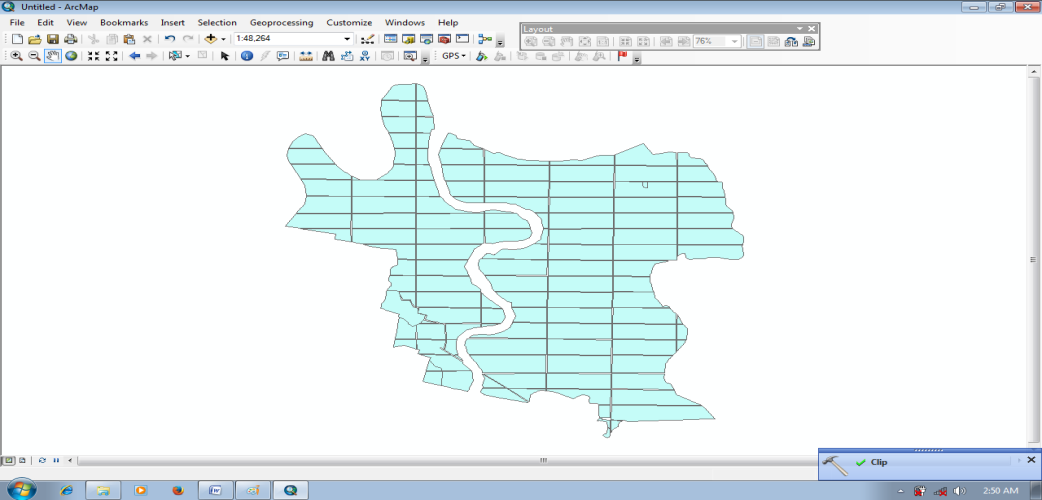 Untitled - ArcMap
File Edit View Bookmarks Insert Selection Geoprocessing Customize Windows Help
Layout
1:48,264
76%
GPS
Clip
2:50 AM